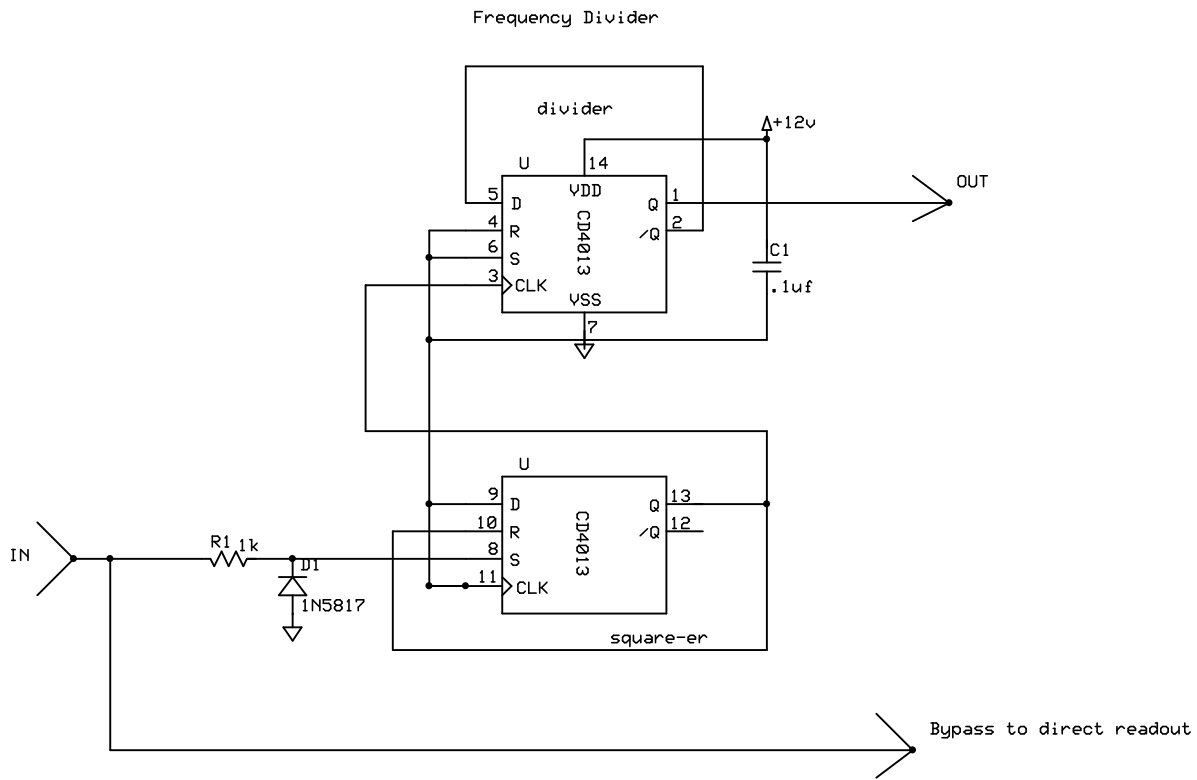 Frequency Divider
divider
+12v
U
14
5
D
VDD
Q
1
OUT
4
R
/Q
2
6
S
CD4013
C1
3
CLK
VSS
.1uf
7
U
9
D
Q
13
10
R
CD4013
/Q
12
IN
R1 1k
8
S
D1
11
CLK
1N5817
square-er
Bypass to direct readout